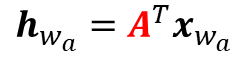 𝒉_{w_a} = 𝑨^T 𝒙_{w_a}